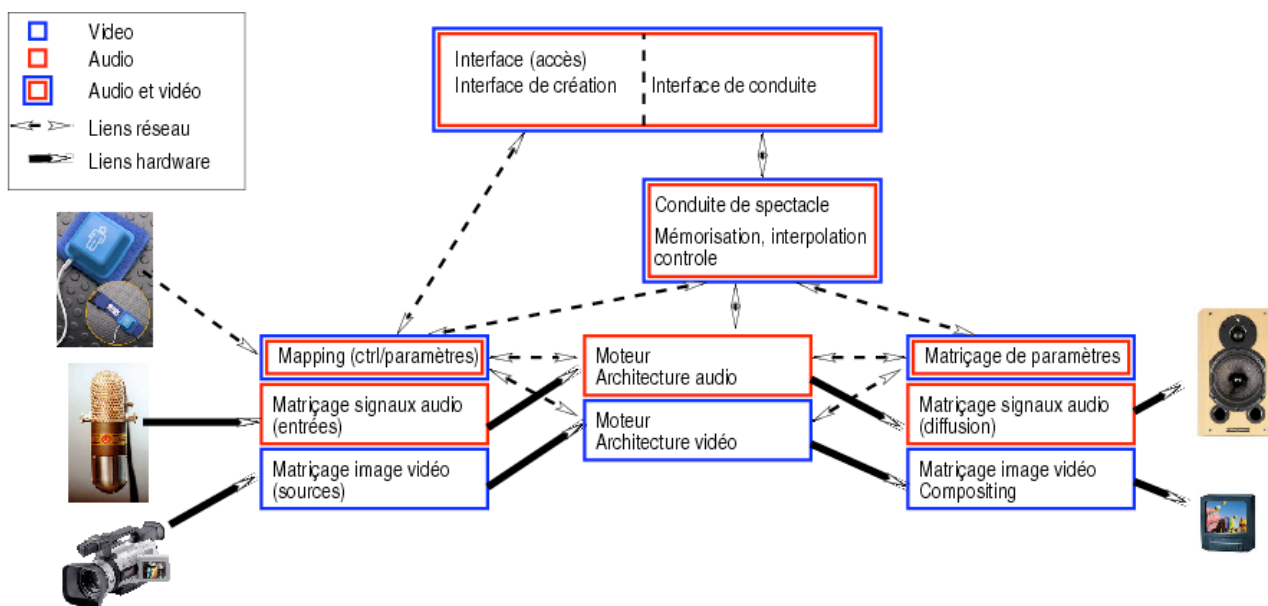 Video
Audio
Audio et vidéo
Liens réseau
Liens hardware
Interface (accès)
Interface de création
Interface de conduite
Conduite de spectacle
Mémorisation, interpolation
controle
Mapping (ctrl/paramètres)
Matriçage signaux audio
(entrées)
Matriçage image vidéo
(sources)
Moteur
Architecture audio
Moteur
Architecture vidéo
Matriçage de paramètres
Matriçage signaux audio
(diffusion)
Matriçage image vidéo
Compositing